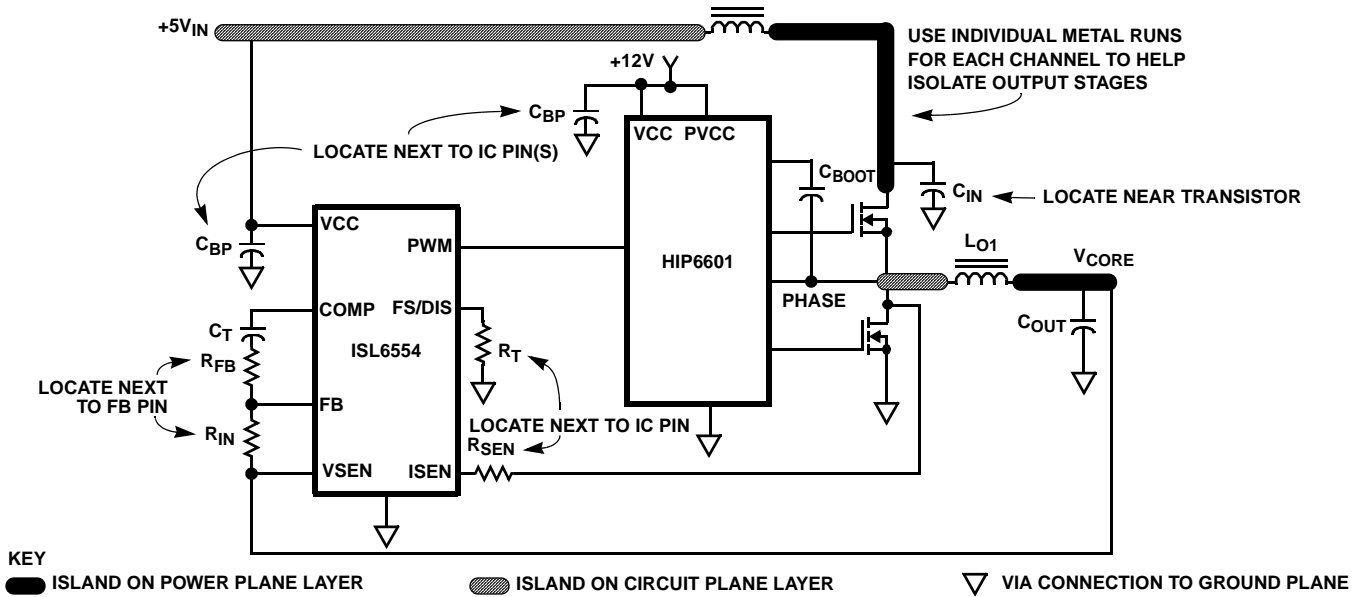 +5VIN
USE INDIVIDUAL METAL RUNS
FOR EACH CHANNEL TO HELP
ISOLATE OUTPUT STAGES
+12V
CBP
VCC PVCC
LOCATE NEXT TO IC PIN(S)
CBOOT
CIN
LOCATE NEAR TRANSISTOR
VCC
CBP
PWM
HIP6601
LO1
VCORE
PHASE
COMP
FS/DIS
CT
RFB
ISL6554
RT
COUT
LOCATE NEXT
TO FB PIN
FB
RIN
LOCATE NEXT TO IC PIN
RSEN
VSEN
ISEN
KEY
ISLAND ON POWER PLANE LAYER
ISLAND ON CIRCUIT PLANE LAYER
VIA CONNECTION TO GROUND PLANE